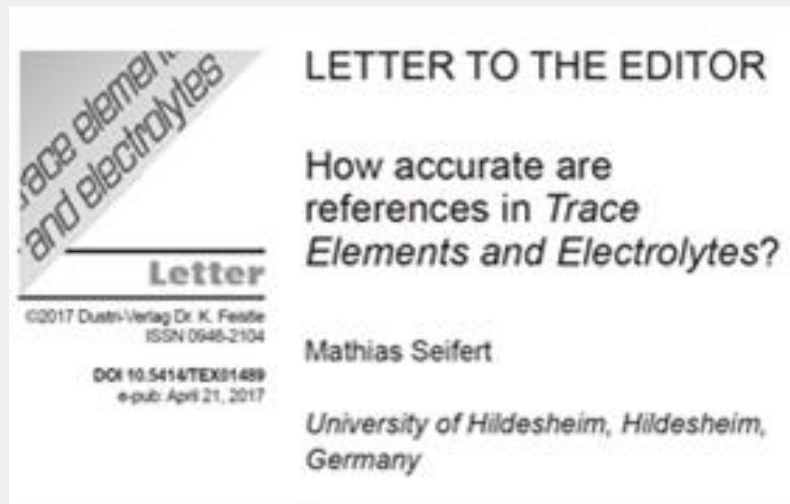 trace elements
and electrolytes
Letter
©2017 Dustri-Verlag Dr. K. Feistle
ISSN 0946-2104
DOI 10.5414/TEX01489
e-pub: April 21, 2017
LETTER TO THE EDITOR
How accurate are
references in Trace
Elements and Electrolytes?
Mathias Seifert
University of Hildesheim, Hildesheim,
Germany